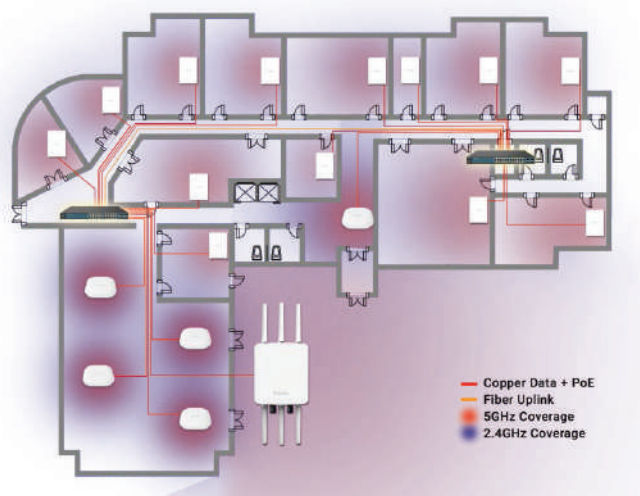 Copper Data + PoE
Fiber Uplink
5GHz Coverage
2.4GHz Coverage